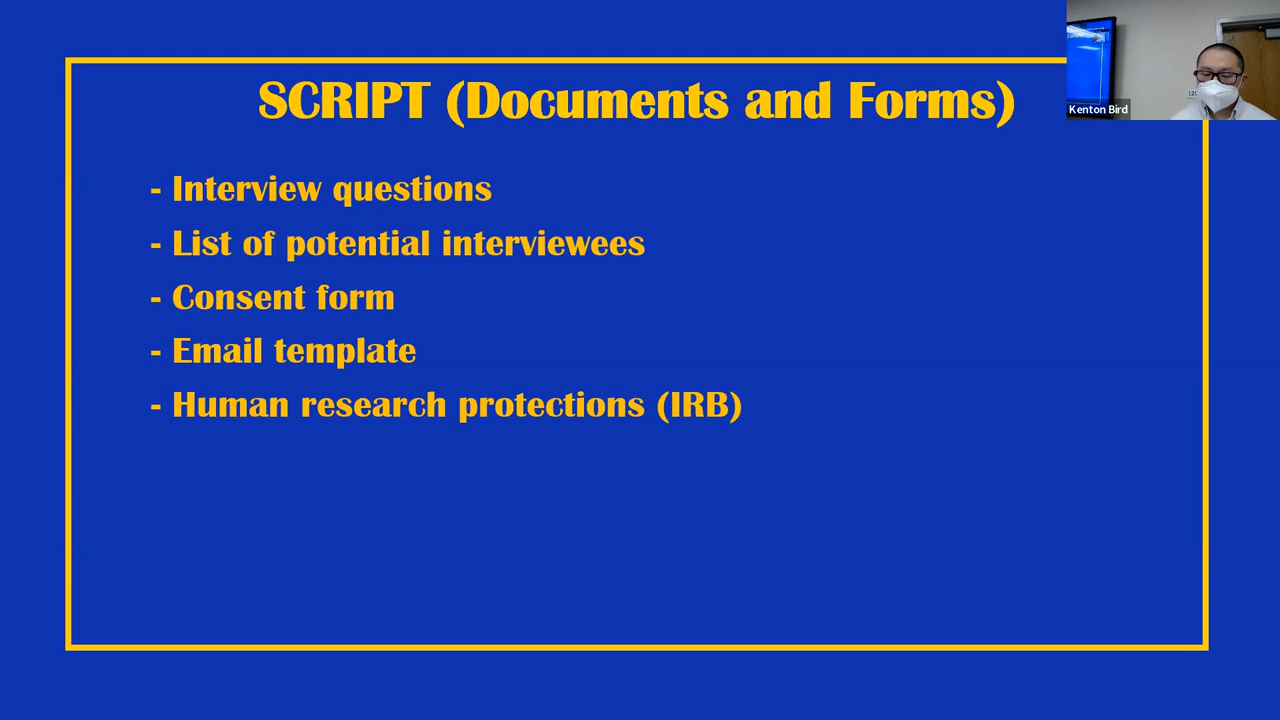 SCRIPT (Documents and Forms)
Kenton Bird
- Interview questions
- List of potential interviewees
- Consent form
- Email template
- Human research protections (IRB)